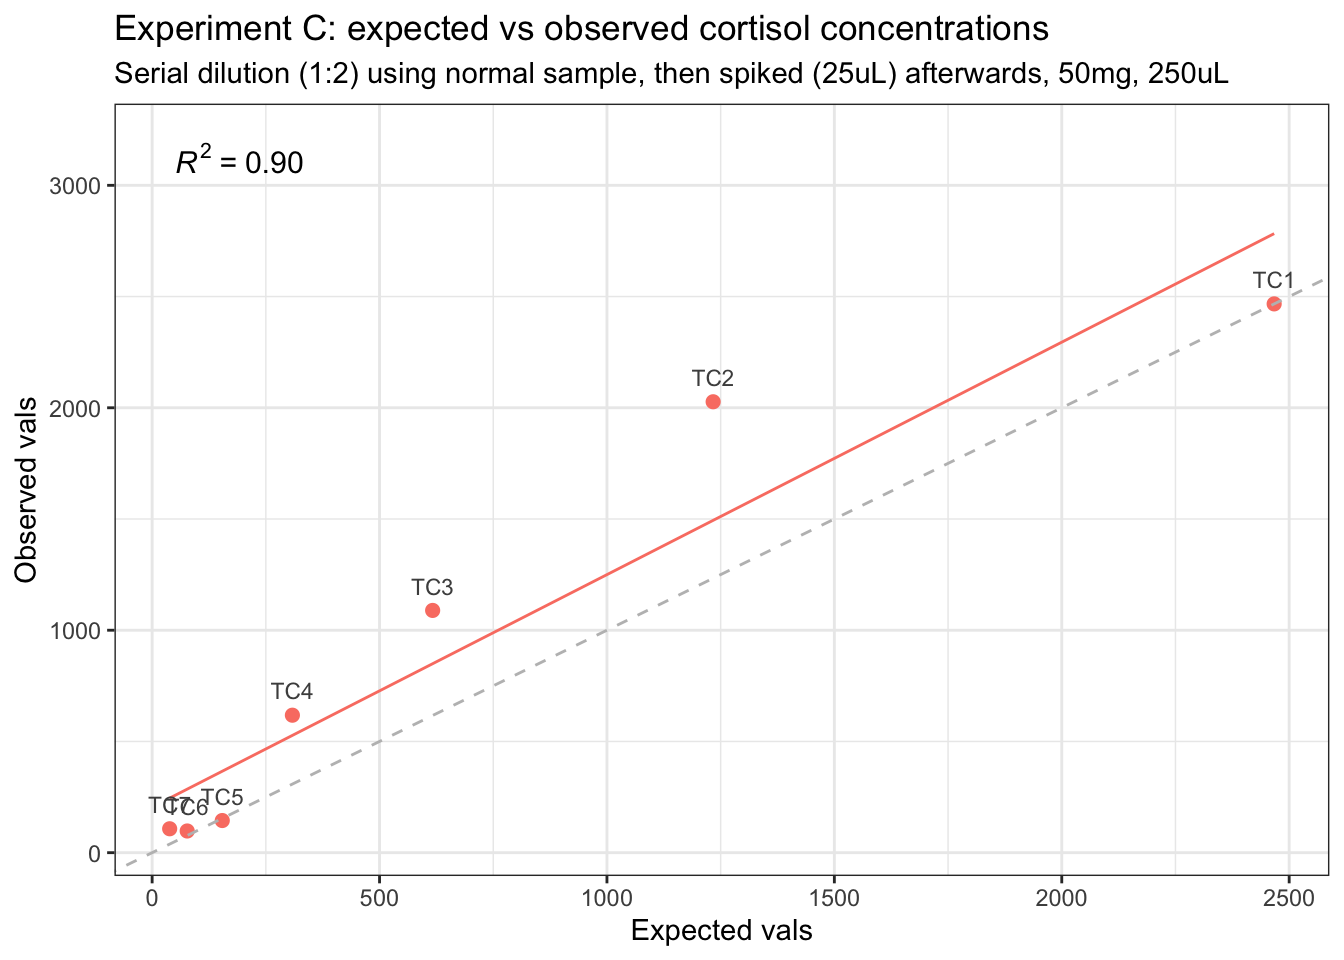 Experiment C: expected vs observed cortisol concentrations
Serial dilution (1:2) using normal sample, then spiked (25uL) afterwards, 50mg, 250uL
R² = 0.90
3000
2000
1000
0
Observed vals
TC1
TC2
TC3
TC4
TC5
TC6
TC7
0
500
1000
1500
2000
2500
Expected vals